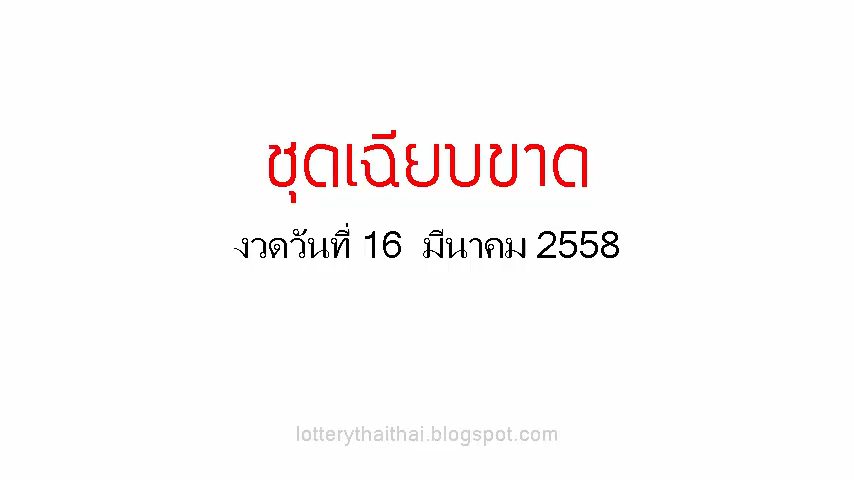 ชุดเฉียบขาด
งวดวันที่ 16 มีนาคม 2558
lotterythaithai.blogspot.com